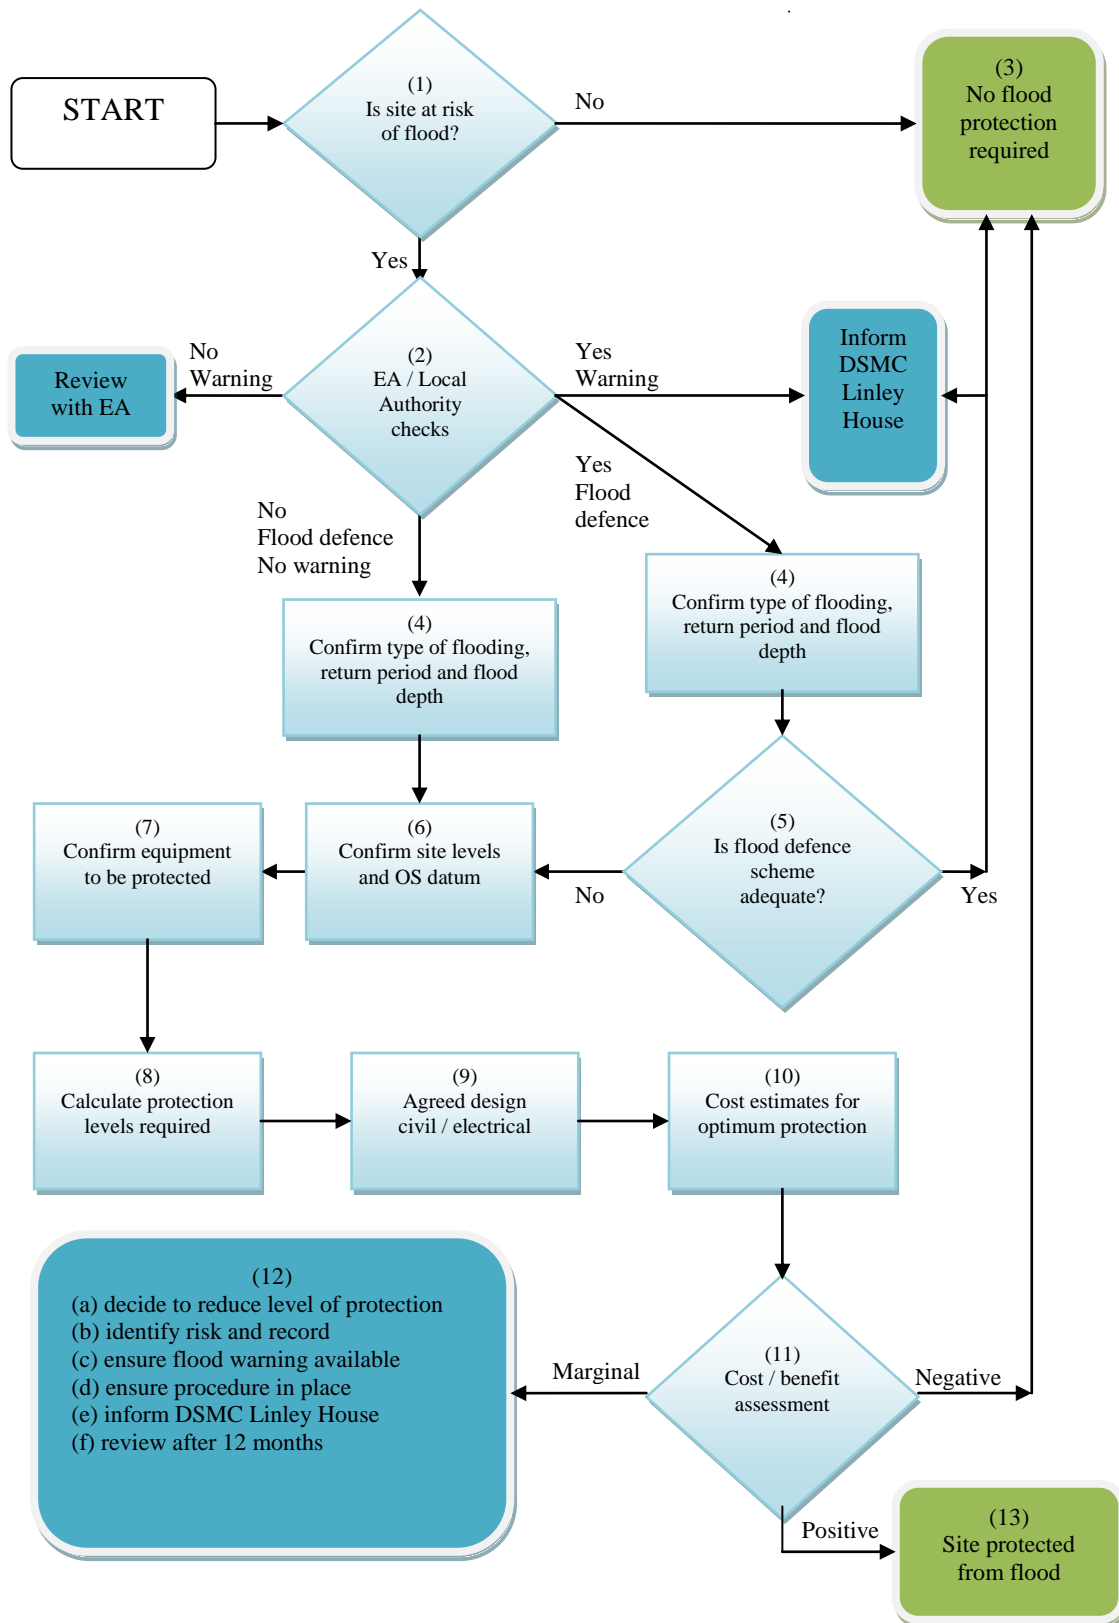 START
(1)
Is site at risk
of flood?
No
(3)
No flood
protection
required
Yes
No
Warning
Review
with EA
(2)
EA / Local
Authority
checks
Yes
Warning
Inform
DSMC
Linley
House
Yes
Flood
defence
No
Flood defence
No warning
(4)
Confirm type of flooding,
return period and flood
depth
(4)
Confirm type of flooding,
return period and flood
depth
(7)
Confirm equipment
to be protected
(6)
Confirm site levels
and OS datum
No
(5)
Is flood defence
scheme
adequate?
Yes
(8)
Calculate protection
levels required
(9)
Agreed design
civil / electrical
(10)
Cost estimates for
optimum protection
(12)
(a) decide to reduce level of protection
(b) identify risk and record
(c) ensure flood warning available
(d) ensure procedure in place
(e) inform DSMC Linley House
(f) review after 12 months
Marginal
(11)
Cost / benefit
assessment
Negative
Positive
(13)
Site protected
from flood